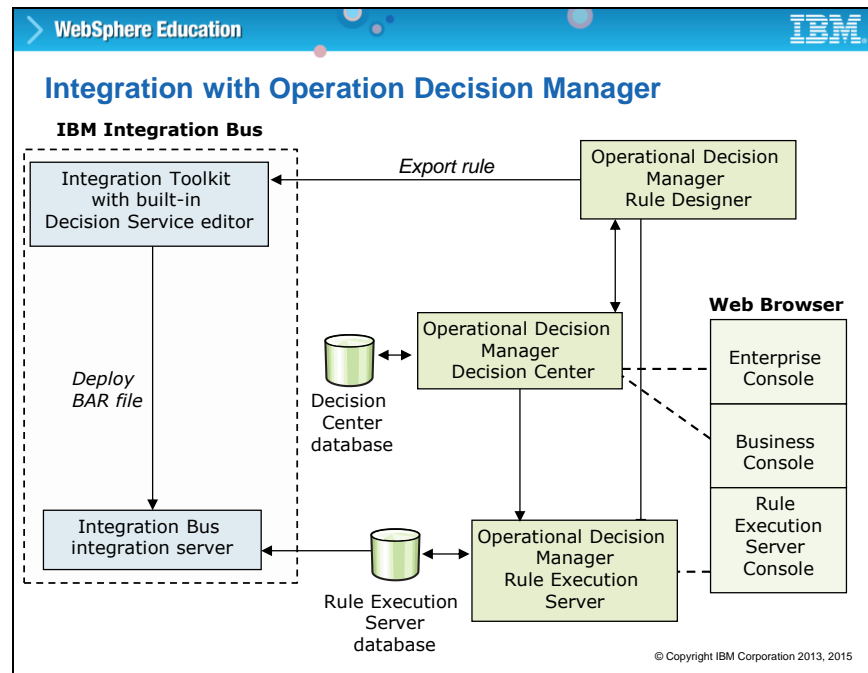 WebSphere Education
IBM
Integration with Operation Decision Manager
IBM Integration Bus
Integration Toolkit
with built-in
Decision Service editor
Export rule
Operational Decision
Manager
Rule Designer
Web Browser
Operational Decision
Manager
Decision Center
Enterprise
Console
Deploy
BAR file
Decision
Center
database
Business
Console
Integration Bus
integration server
Rule Execution
Server
database
Operational Decision
Manager
Rule Execution
Server
Rule
Execution
Server
Console
© Copyright IBM Corporation 2013, 2015